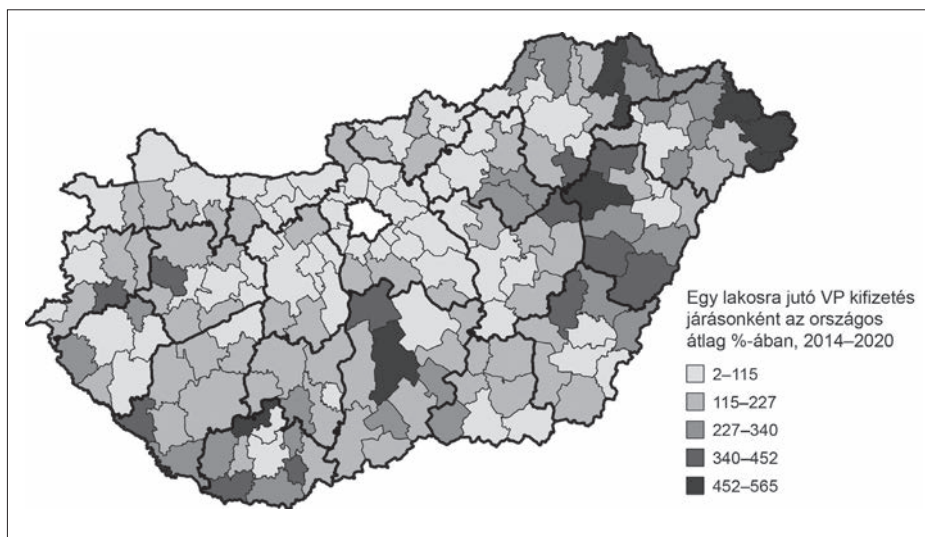 Egy lakosra jutó VP kifizetés
járásonként az országos
átlag %-ában, 2014–2020
2–115
115–227
227–340
340–452
452–565